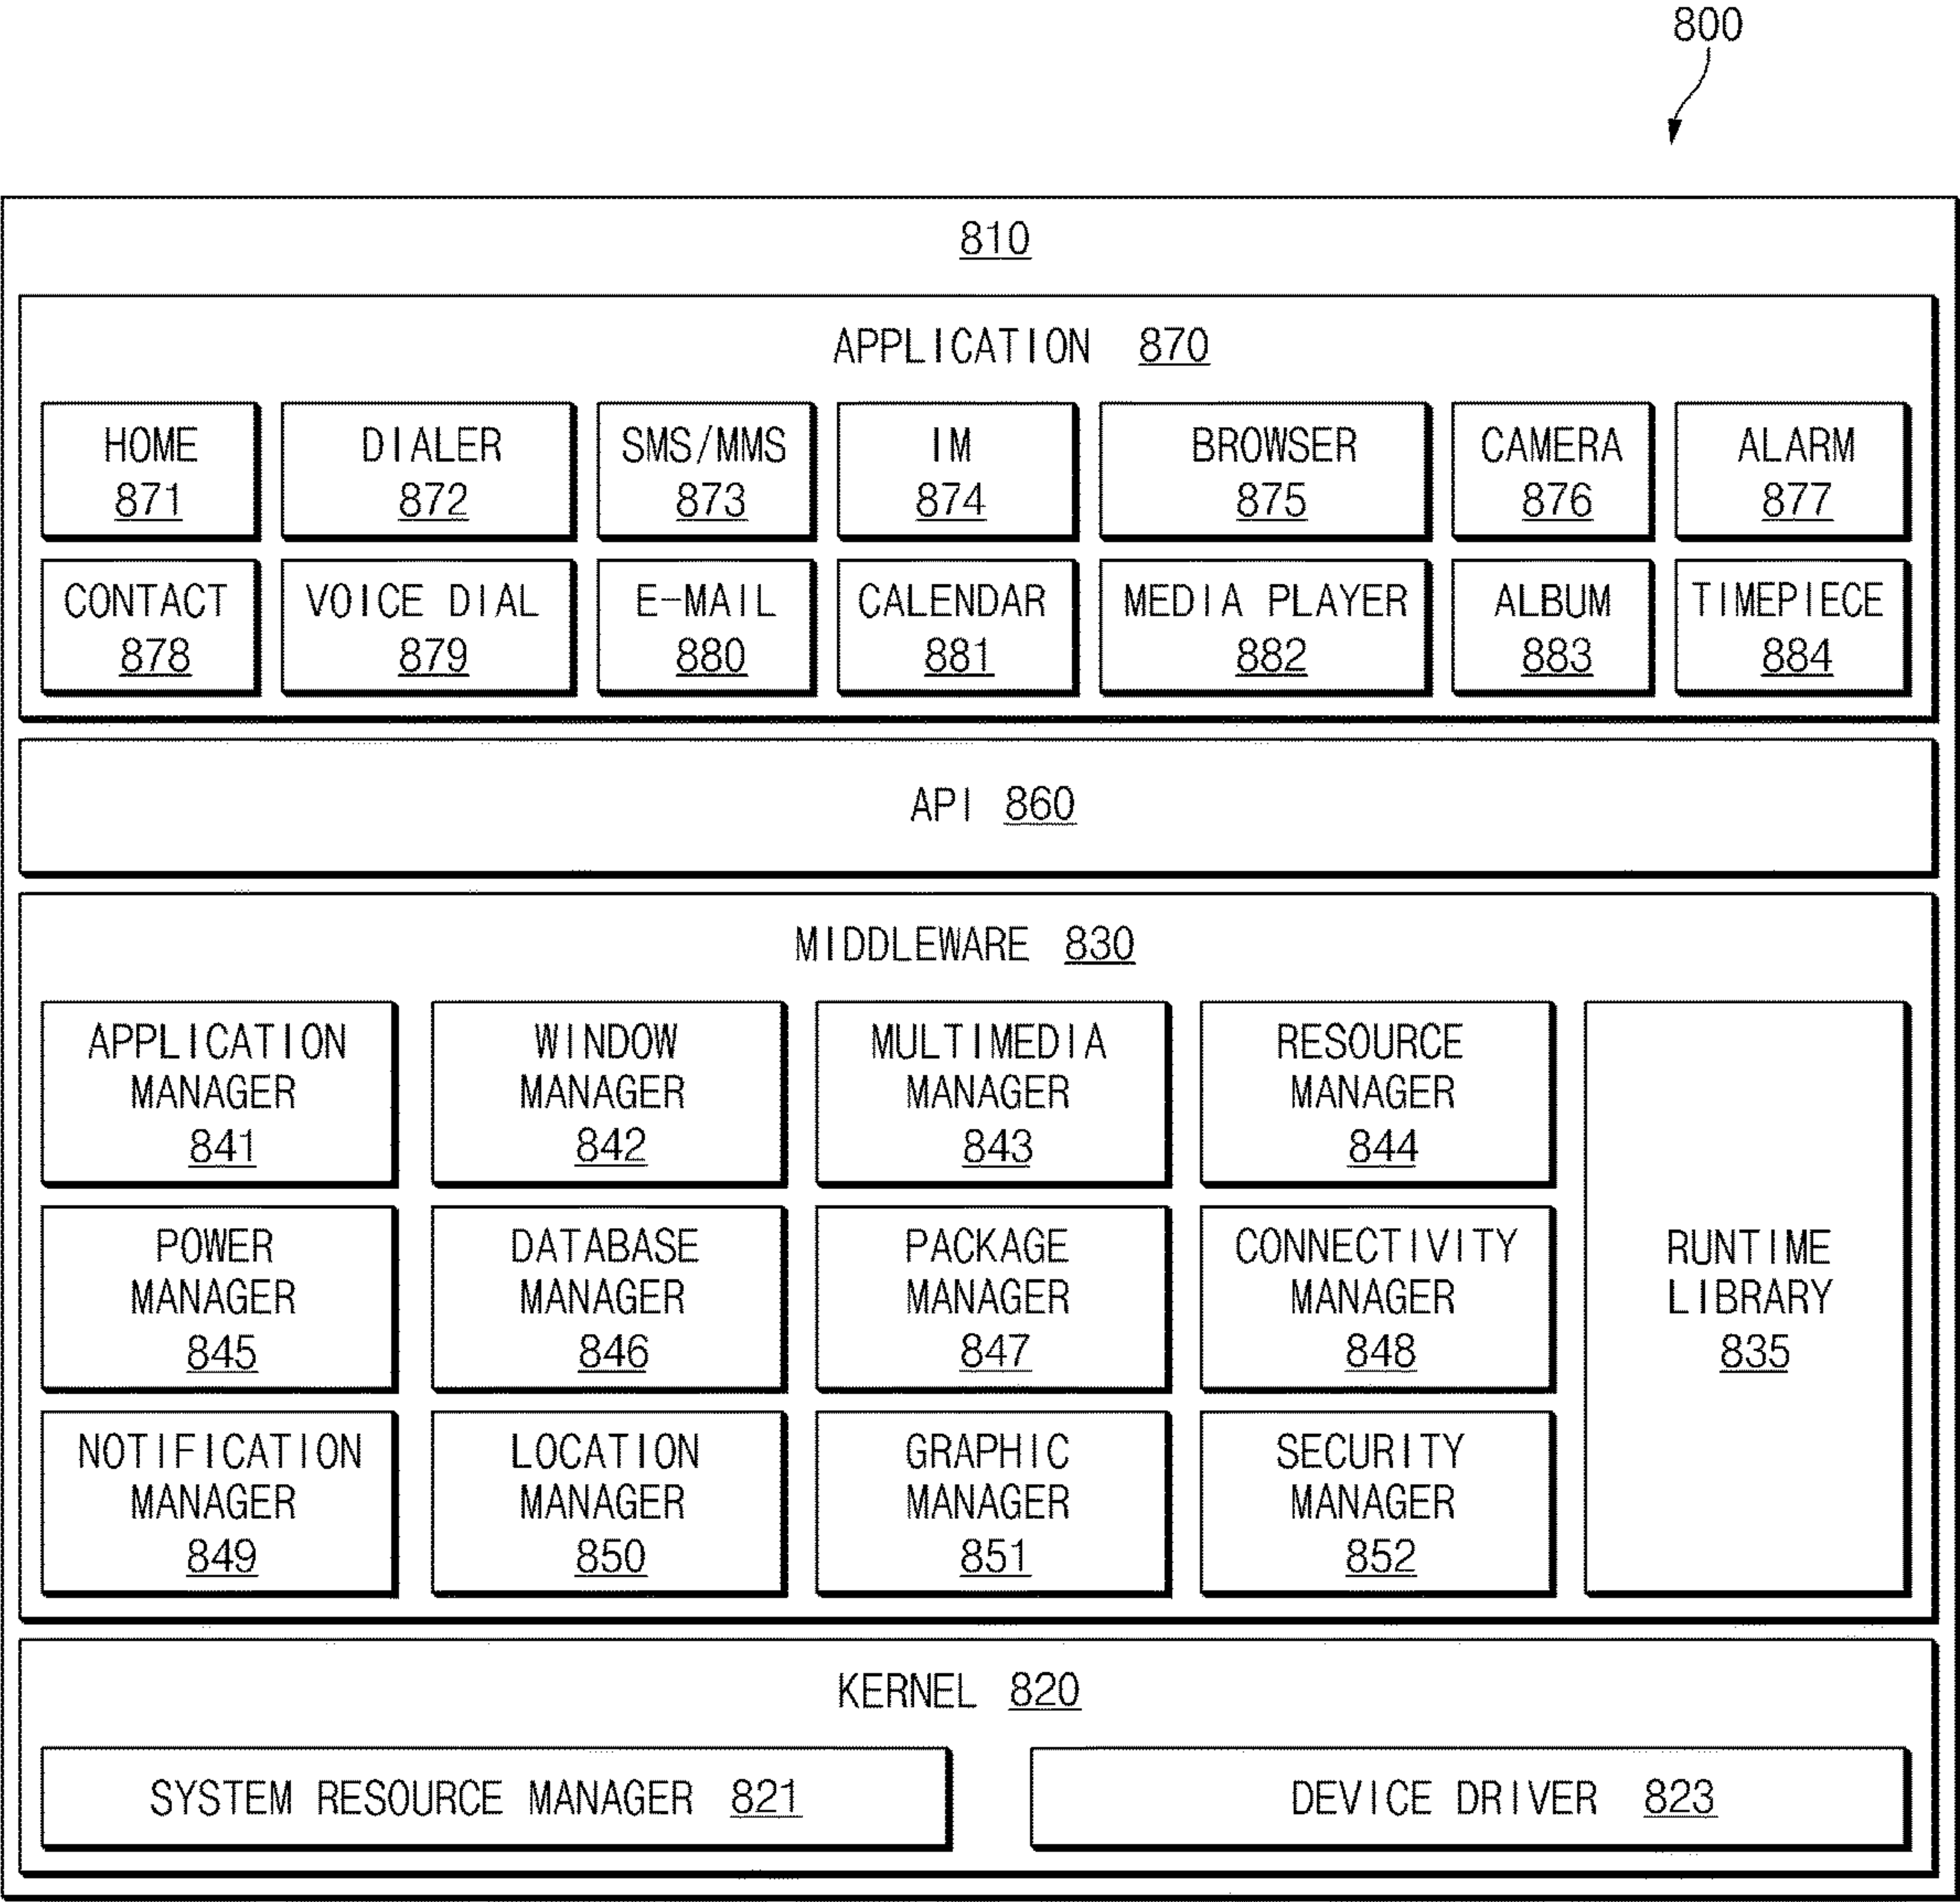 800
810
APPLICATION 870
HOME
871
DIALER
872
SMS/MMS
873
IM
874
BROWSER
875
CAMERA
876
ALARM
877
CONTACT
878
VOICE DIAL
879
E-MAIL
880
CALENDAR
881
MEDIA PLAYER
882
ALBUM
883
TIMEPIECE
884
API 860
MIDDLEWARE 830
APPLICATION
MANAGER
841
WINDOW
MANAGER
842
MULTIMEDIA
MANAGER
843
RESOURCE
MANAGER
844
POWER
MANAGER
845
DATABASE
MANAGER
846
PACKAGE
MANAGER
847
CONNECTIVITY
MANAGER
848
NOTIFICATION
MANAGER
849
LOCATION
MANAGER
850
GRAPHIC
MANAGER
851
SECURITY
MANAGER
852
RUNTIME
LIBRARY
835
KERNEL 820
SYSTEM RESOURCE MANAGER 821
DEVICE DRIVER 823